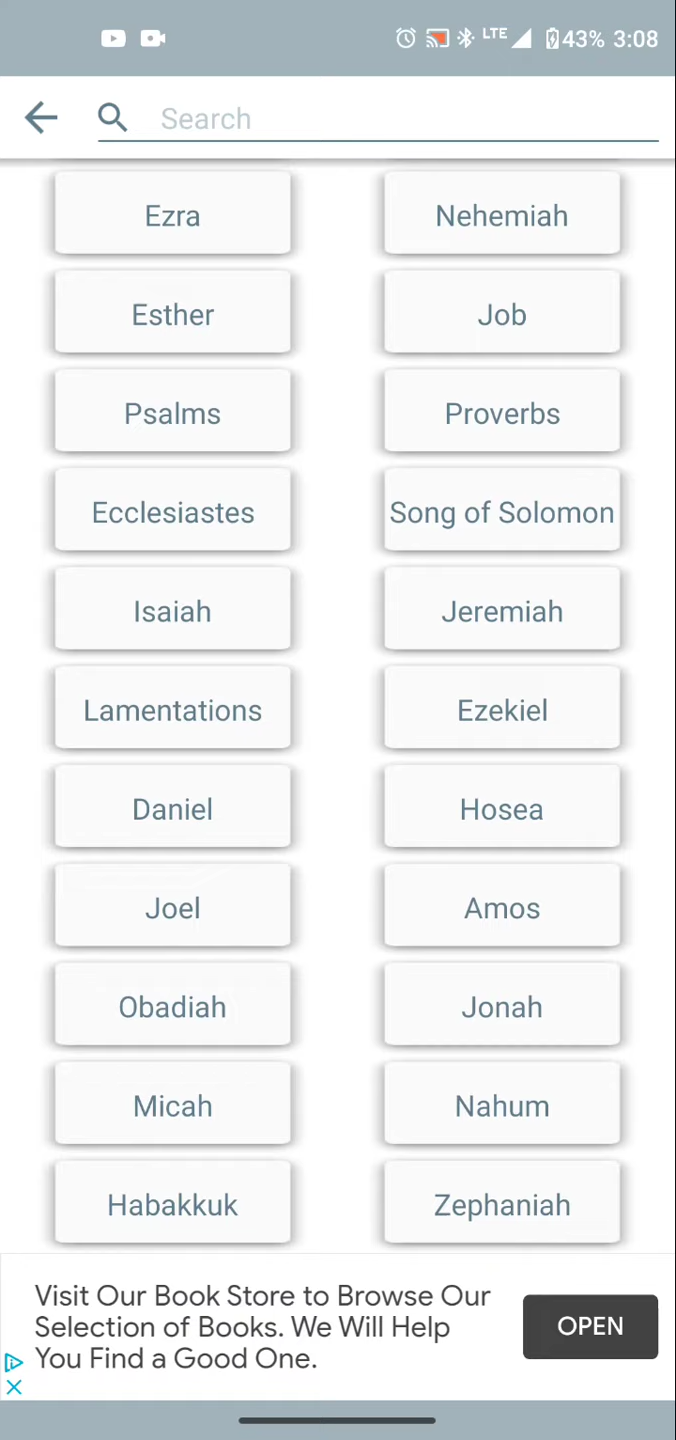 LTE 43% 3:08
Search
Ezra Nehemiah
Esther Job
Psalms Proverbs
Ecclesiastes Song of Solomon
Isaiah Jeremiah
Lamentations Ezekiel
Daniel Hosea
Joel Amos
Obadiah Jonah
Micah Nahum
Habakkuk Zephaniah
Visit Our Book Store to Browse Our
Selection of Books. We Will Help
You Find a Good One.
OPEN